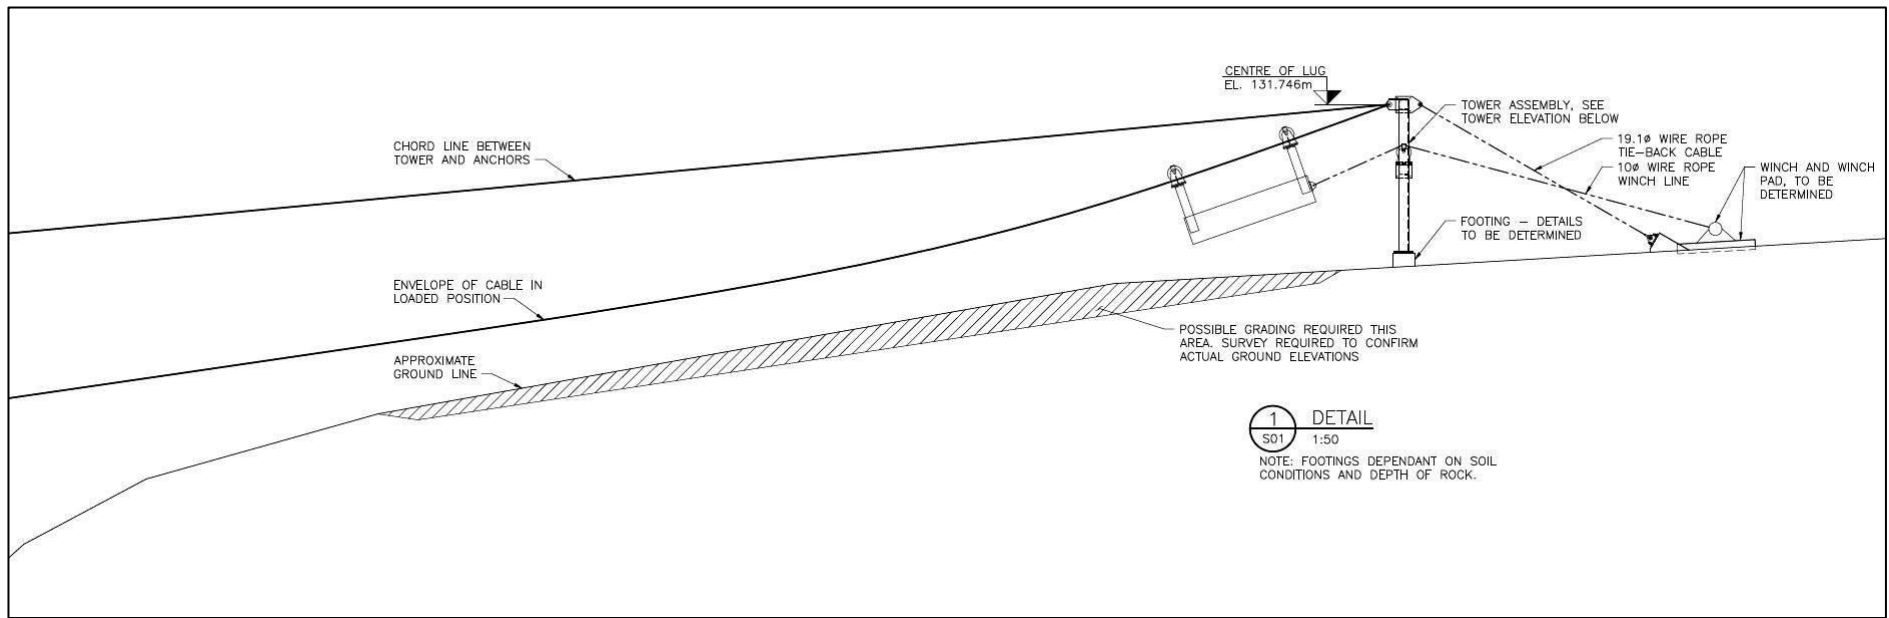 CENTRE OF LUG
EL. 131.746m
TOWER ASSEMBLY, SEE
TOWER ELEVATION BELOW
19.1ø WIRE ROPE
TIE-BACK CABLE
10ø WIRE ROPE
WINCH LINE
WINCH AND WINCH
PAD, TO BE
DETERMINED
CHORD LINE BETWEEN
TOWER AND ANCHORS
FOOTING – DETAILS
TO BE DETERMINED
ENVELOPE OF CABLE IN
LOADED POSITION
POSSIBLE GRADING REQUIRED THIS
AREA. SURVEY REQUIRED TO CONFIRM
ACTUAL GROUND ELEVATIONS
APPROXIMATE
GROUND LINE
1 DETAIL
S01 1:50
NOTE: FOOTINGS DEPENDANT ON SOIL
CONDITIONS AND DEPTH OF ROCK.